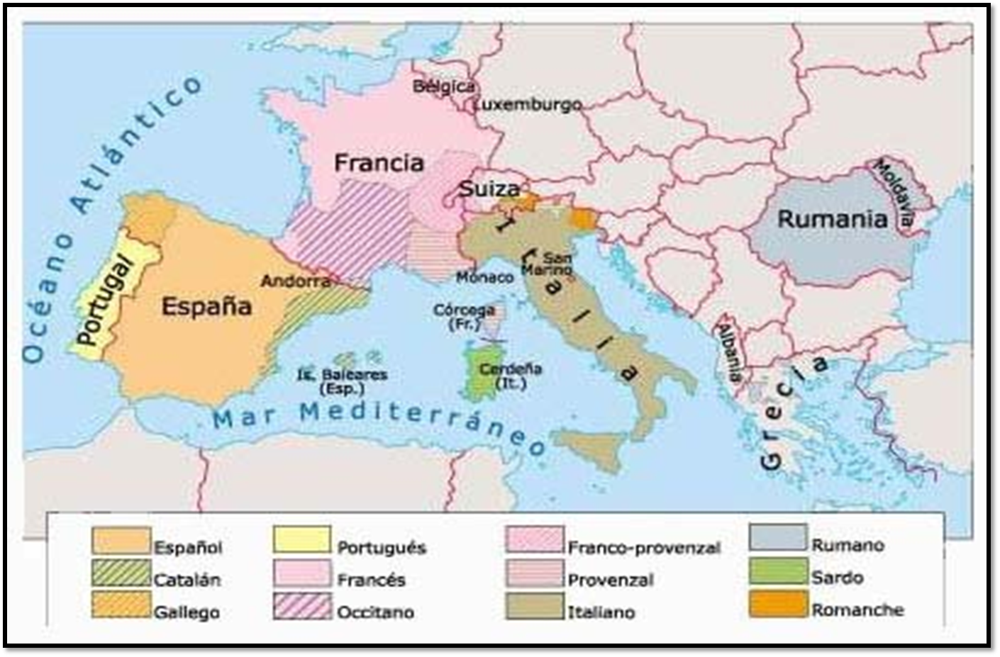 Océano Atlántico
Bélgica
Luxemburgo
Francia
Suiza
Moldavia
Rumania
Portugal
Andorra
España
Mónaco
San
Marino
Italia
Córcega
(Fr.)
Is. Baleares
(Esp.)
Cerdeña
(It.)
Albania
Grecia
Mar Mediterráneo
Español
Portugués
Franco-provenzal
Rumano
Catalán
Francés
Provenzal
Sardo
Gallego
Occitano
Italiano
Romanche